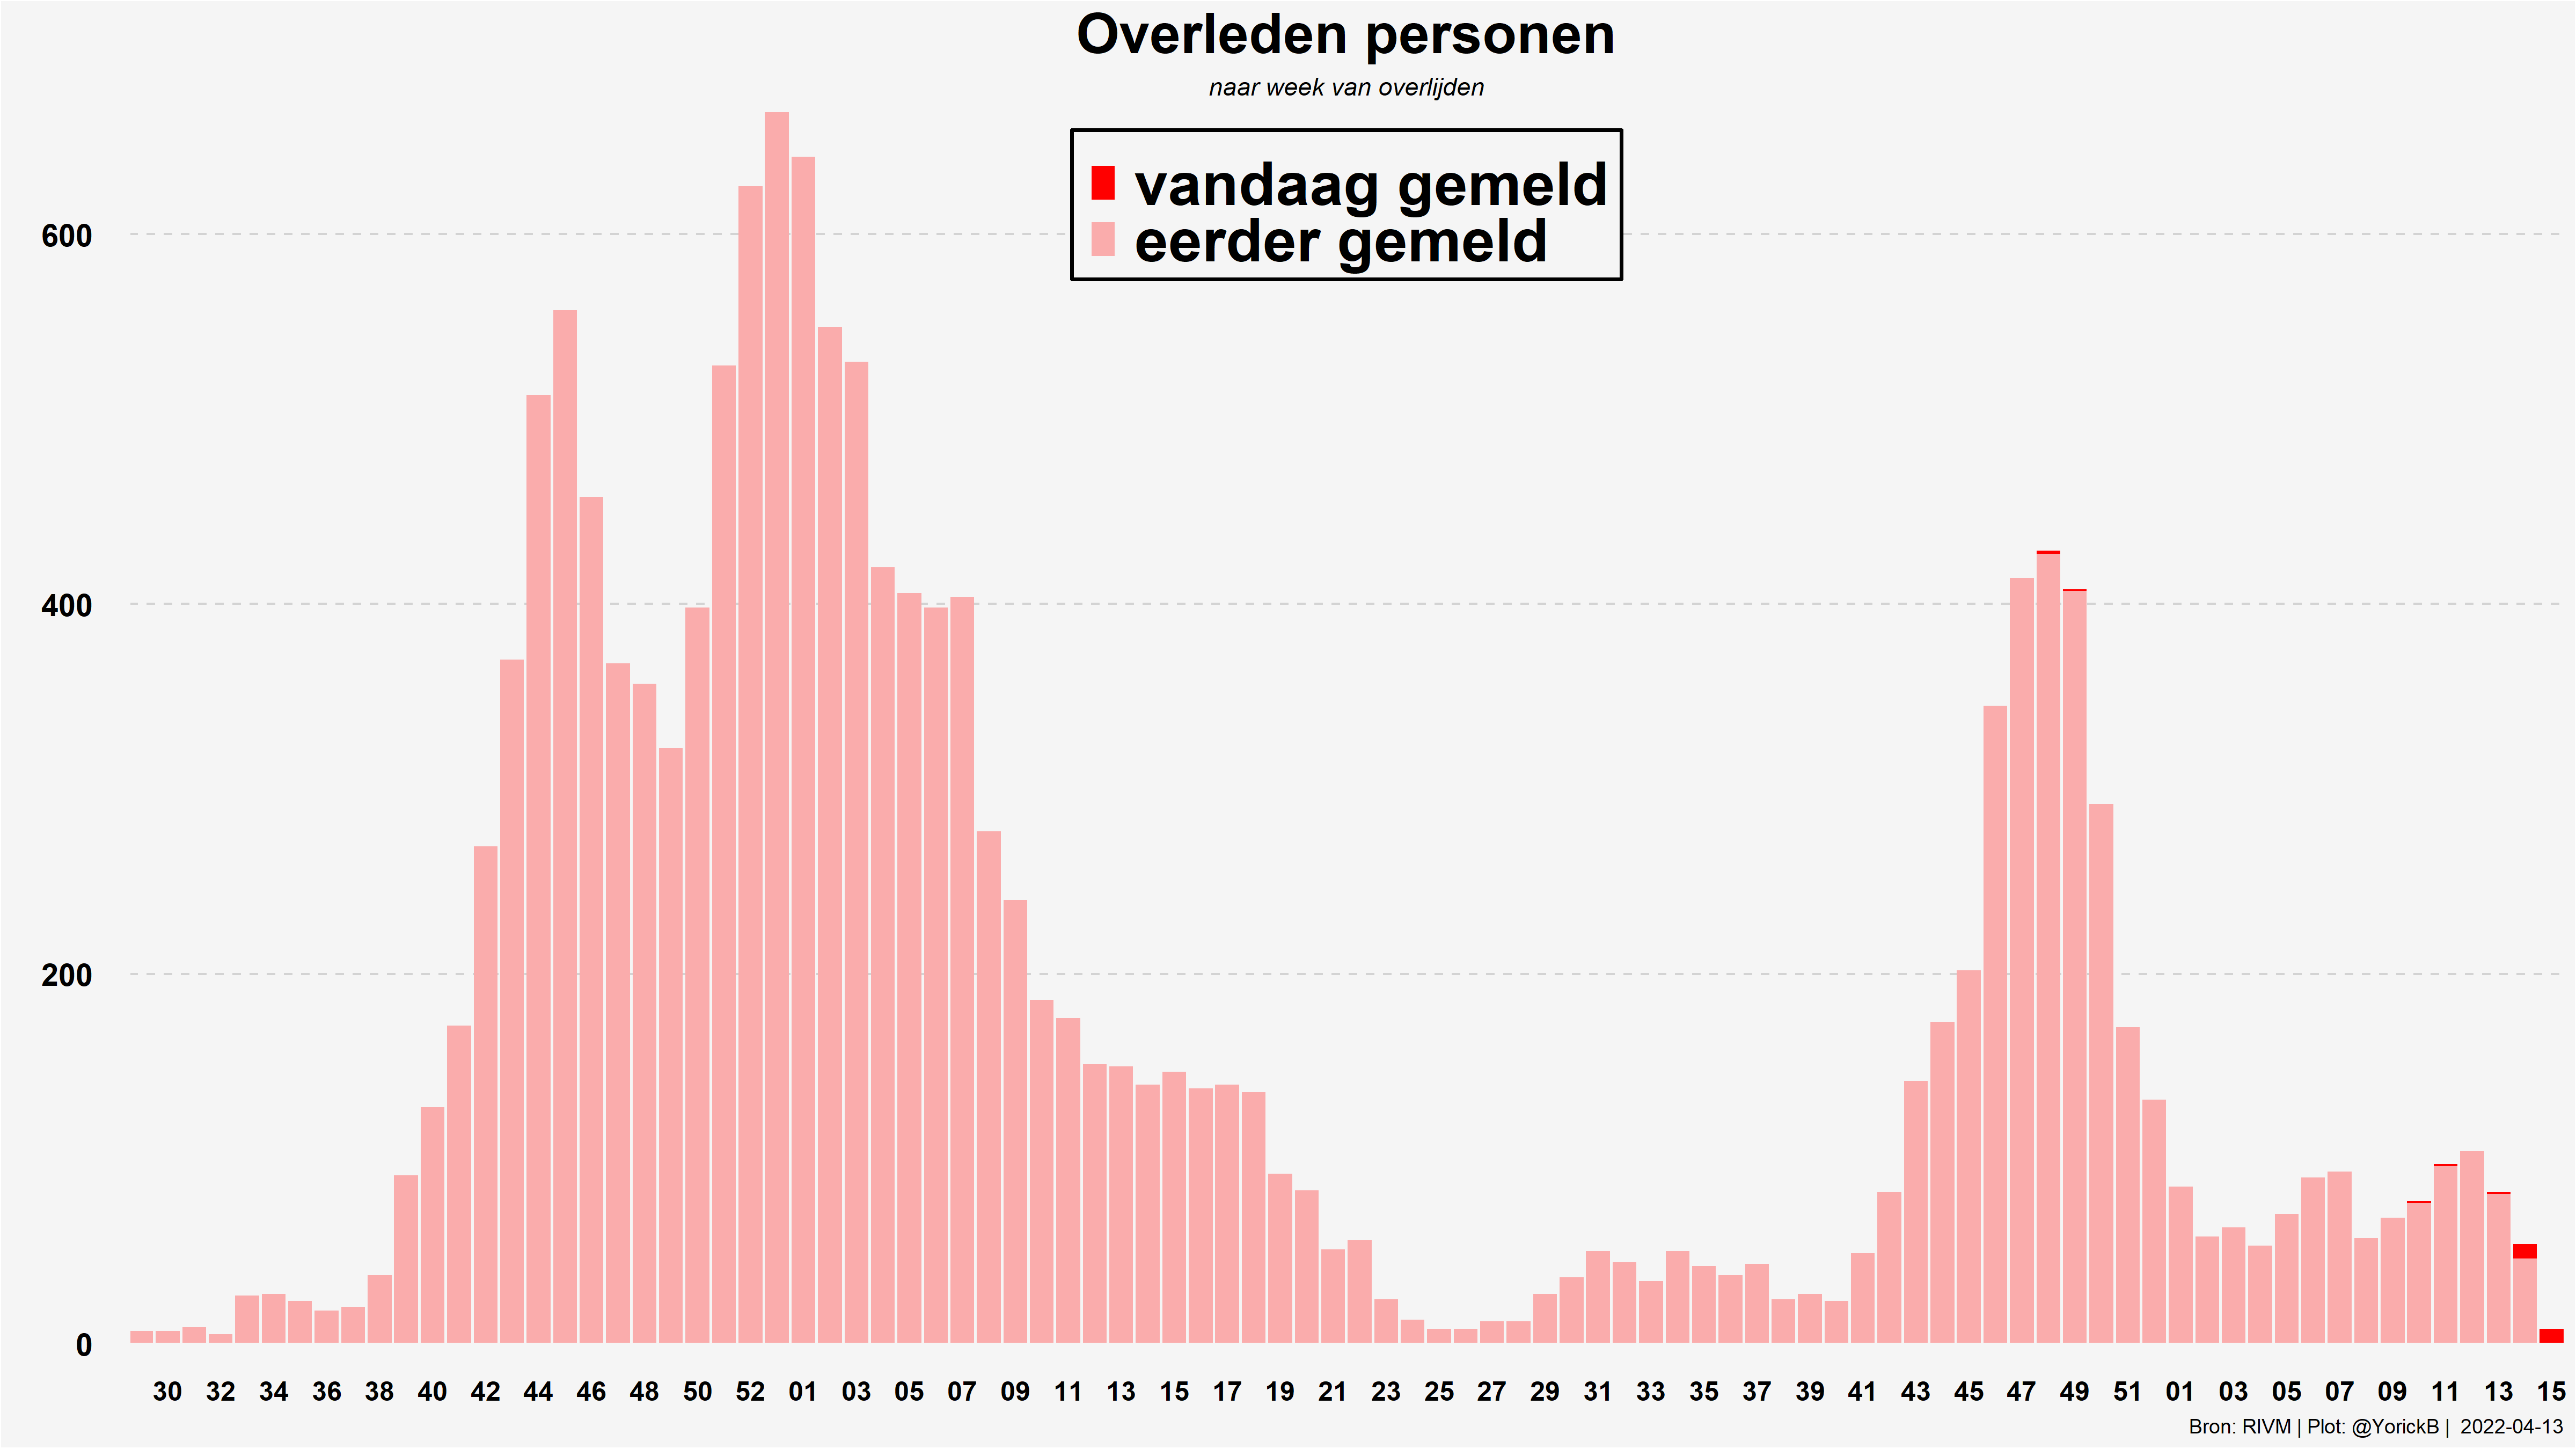 Overleden personen
naar week van overlijden
vandaag gemeld
eerder gemeld
600
400
200
0
30 32 34 36 38 40 42 44 46 48 50 52 01 03 05 07 09 11 13 15 17 19 21 23 25 27 29 31 33 35 37 39 41 43 45 47 49 51 01 03 05 07 09 11 13 15
Bron: RIVM | Plot: @YorickB | 2022-04-13